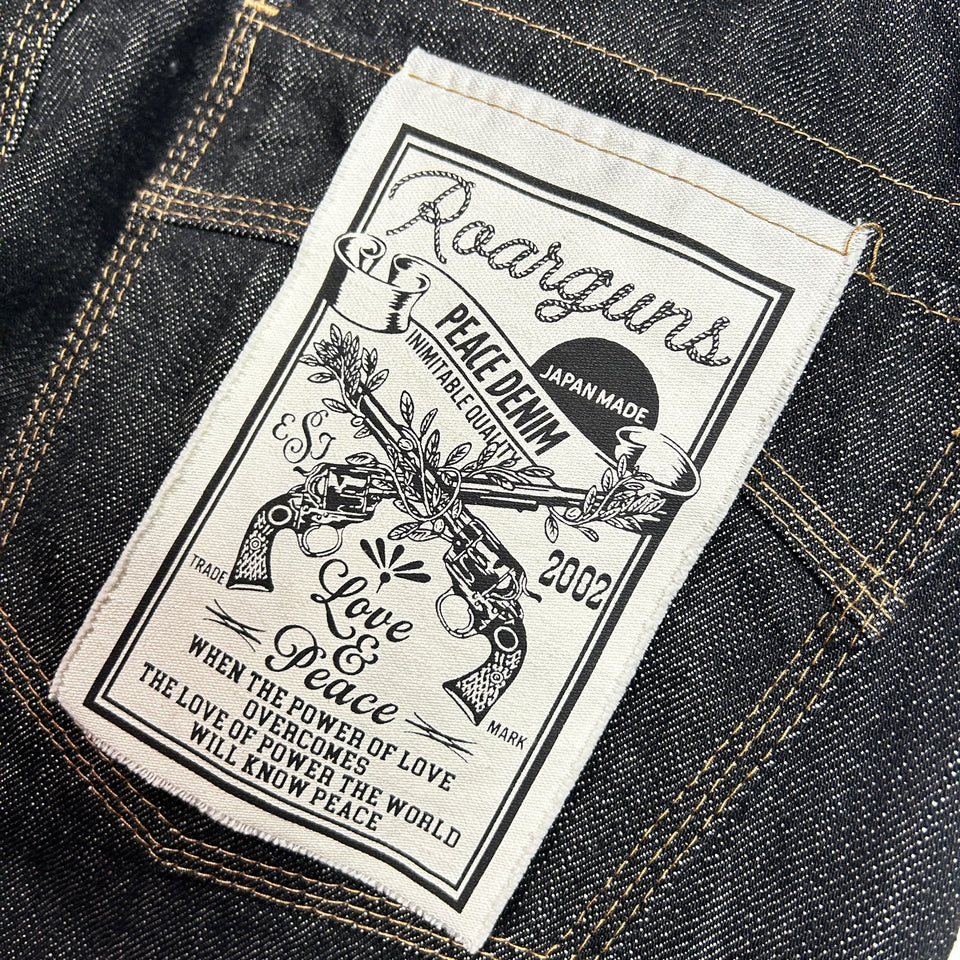 Roarguns
PEACE DENIM
INIMITABLE QUALITY
JAPAN MADE
2002
TRADE
MARK
Love
&
Peace
WHEN THE POWER OF LOVE
OVERCOMES
THE LOVE OF POWER THE WORLD
WILL KNOW PEACE